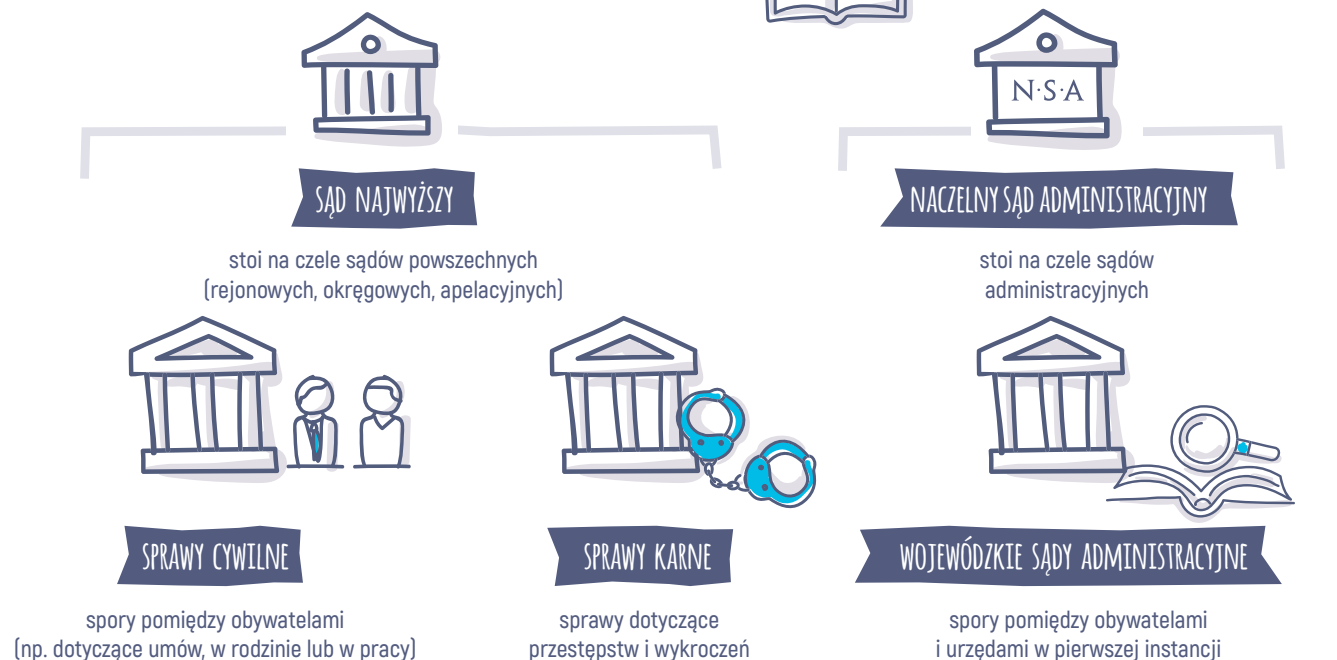 N·S·A
SĄD NAJWYŻSZY
NACZELNY SĄD ADMINISTRACYJNY
stoi na czele sądów powszechnych
(rejonowych, okręgowych, apelacyjnych)
stoi na czele sądów
administracyjnych
SPRAWY CYWILNE
SPRAWY KARNE
WOJEWÓDZKIE SĄDY ADMINISTRACYJNE
spory pomiędzy obywatelami
(np. dotyczące umów, w rodzinie lub w pracy)
sprawy dotyczące
przestępstw i wykroczeń
spory pomiędzy obywatelami
i urzędami w pierwszej instancji